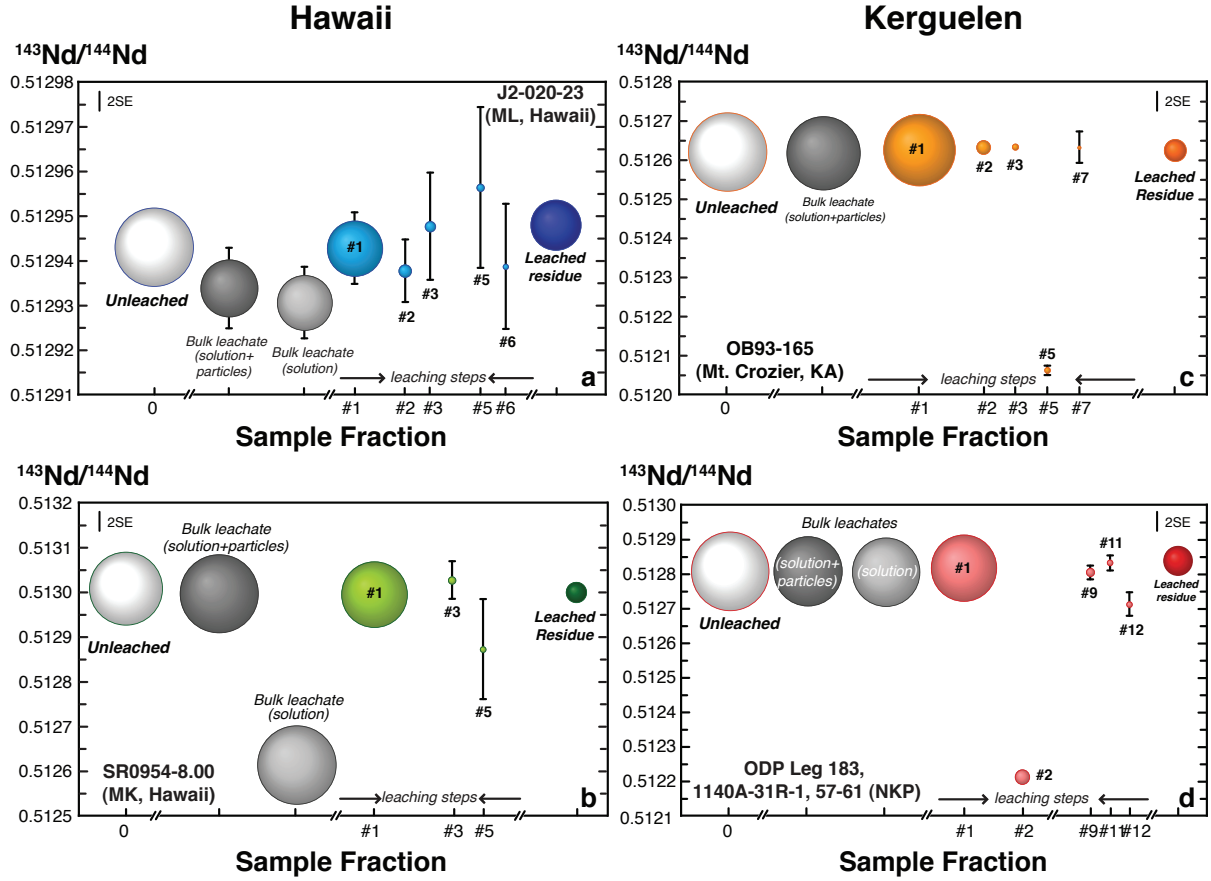 Hawaii
Kerguelen
143Nd/144Nd
0.51298
0.51297
0.51296
0.51295
0.51294
0.51293
0.51292
0.51291
2SE
J2-020-23
(ML, Hawaii)
Unleached
Bulk leachate
(solution+
particles)
Bulk leachate
(solution)
#1
#2
#3
#5
#6
Leached
residue
leaching steps
a
0
#1
#2
#3
#5
#6
Sample Fraction
143Nd/144Nd
0.5128
0.5127
0.5126
0.5125
0.5124
0.5123
0.5122
0.5121
0.5120
2SE
Unleached
Bulk leachate
(solution+particles)
#1
#2
#3
#7
Leached
Residue
OB93-165
(Mt. Crozier, KA)
#5
leaching steps
c
0
#1
#2
#3
#5
#7
Sample Fraction
143Nd/144Nd
0.5132
0.5131
0.5130
0.5129
0.5128
0.5127
0.5126
0.5125
2SE
Bulk leachate
(solution+particles)
Unleached
#1
#3
#5
Leached
Residue
Bulk leachate
(solution)
SR0954-8.00
(MK, Hawaii)
leaching steps
b
0
#1
#3
#5
Sample Fraction
143Nd/144Nd
0.5130
0.5129
0.5128
0.5127
0.5126
0.5125
0.5124
0.5123
0.5122
0.5121
2SE
Bulk leachates
(solution+
particles)
(solution)
Unleached
#1
#11
#9
#12
Leached
residue
ODP Leg 183,
1140A-31R-1, 57-61 (NKP)
#2
leaching steps
d
0
#1
#2
#9
#11
#12
Sample Fraction